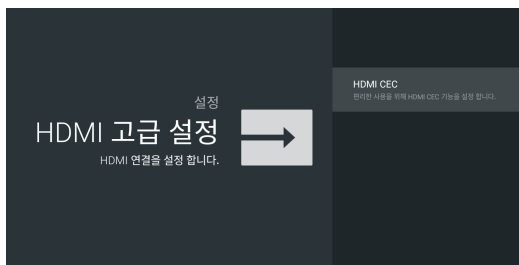 설정
HDMI 고급 설정
HDMI 연결을 설정 합니다.
HDMI CEC
편리한 사용을 위해 HDMI CEC 기능을 설정 합니다.